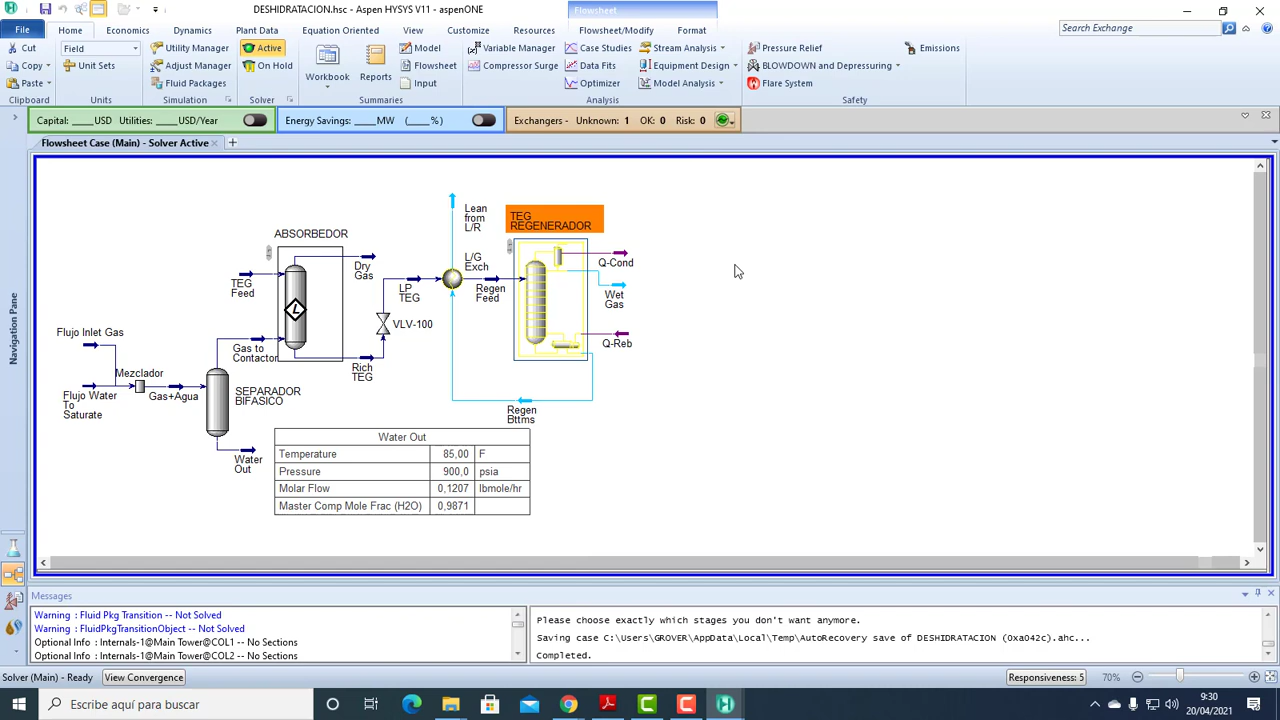 DESHIDRATACION.hsc - Aspen HYSYS V11 - aspenONE
Flowsheet
File
Home
Economics
Dynamics
Plant Data
Equation Oriented
View
Customize
Resources
Flowsheet/Modify
Format
Search Exchange
Cut
Copy
Paste
Clipboard
Field
Unit Sets
Units
Utility Manager
Adjust Manager
Fluid Packages
Simulation
Active
On Hold
Solver
Workbook
Reports
Model
Flowsheet
Input
Summaries
Variable Manager
Compressor Surge
Case Studies
Data Fits
Optimizer
Stream Analysis
Equipment Design
Model Analysis
Analysis
Pressure Relief
BLOWDOWN and Depressuring
Flare System
Emissions
Safety
Capital: ____USD Utilities: ____USD/Year
Energy Savings: ____MW (____%)
Exchangers - Unknown: 1 OK: 0 Risk: 0
Flowsheet Case (Main) - Solver Active
Navigation Pane
Lean
from
L/R
TEG
REGENERADOR
ABSORBEDOR
Dry
Gas
TEG
Feed
LP
TEG
L/G
Exch
Regen
Feed
Q-Cond
Wet
Gas
Q-Reb
VLV-100
Flujo Inlet Gas
Gas to
Contactor
Rich
TEG
Mezclador
Flujo Water
To
Saturate
Gas+Agua
SEPARADOR
BIFASICO
Regen
Bttms
Water
Out
Water Out
Temperature 85,00 F
Pressure 900,0 psia
Molar Flow 0,1207 lbmole/hr
Master Comp Mole Frac (H2O) 0,9871
Messages
Warning : Fluid Pkg Transition -- Not Solved
Warning : FluidPkgTransitionObject -- Not Solved
Optional Info : Internals-1@Main Tower@COL1 -- No Sections
Optional Info : Internals-1@Main Tower@COL2 -- No Sections
Please choose exactly which stages you don't want anymore.
Saving case C:\Users\GROVER\AppData\Local\Temp\AutoRecovery save of DESHIDRATACION (0xa042c).ahc...
Completed.
Solver (Main) - Ready
View Convergence
Responsiveness: 5
70%
Escribe aquí para buscar
9:30
20/04/2021